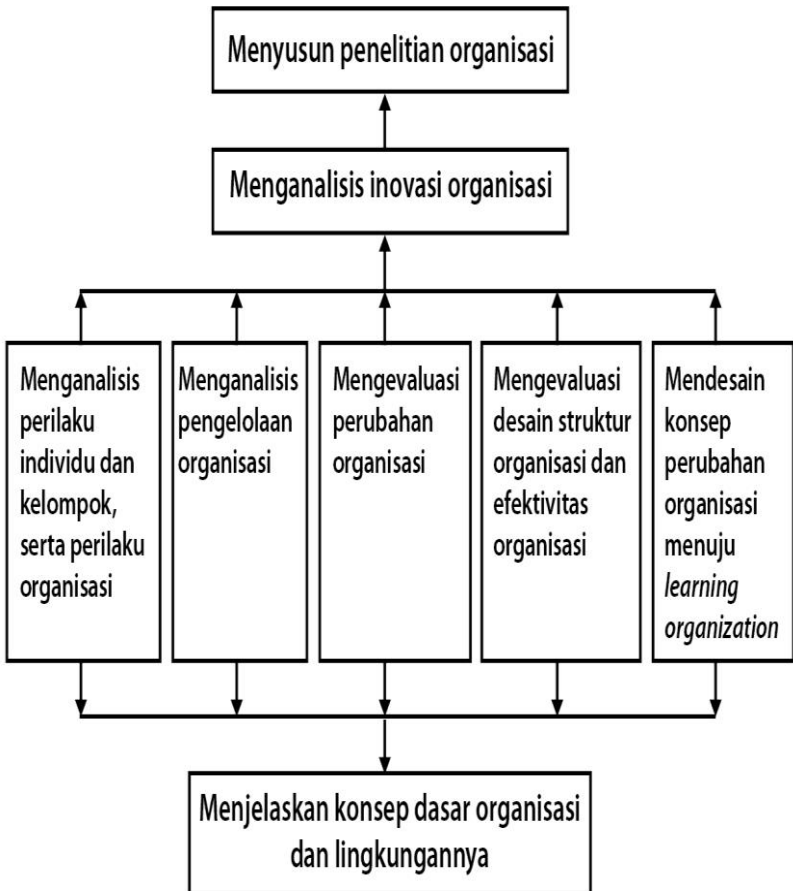 Menyusun penelitian organisasi
Menganalisis inovasi organisasi
Menganalisis
perilaku
individu dan
kelompok,
serta perilaku
organisasi
Menganalisis
pengelolaan
organisasi
Mengevaluasi
perubahan
organisasi
Mengevaluasi
desain struktur
organisasi dan
efektivitas
organisasi
Mendesain
konsep
perubahan
organisasi
menuju
learning
organization
Menjelaskan konsep dasar organisasi
dan lingkungannya